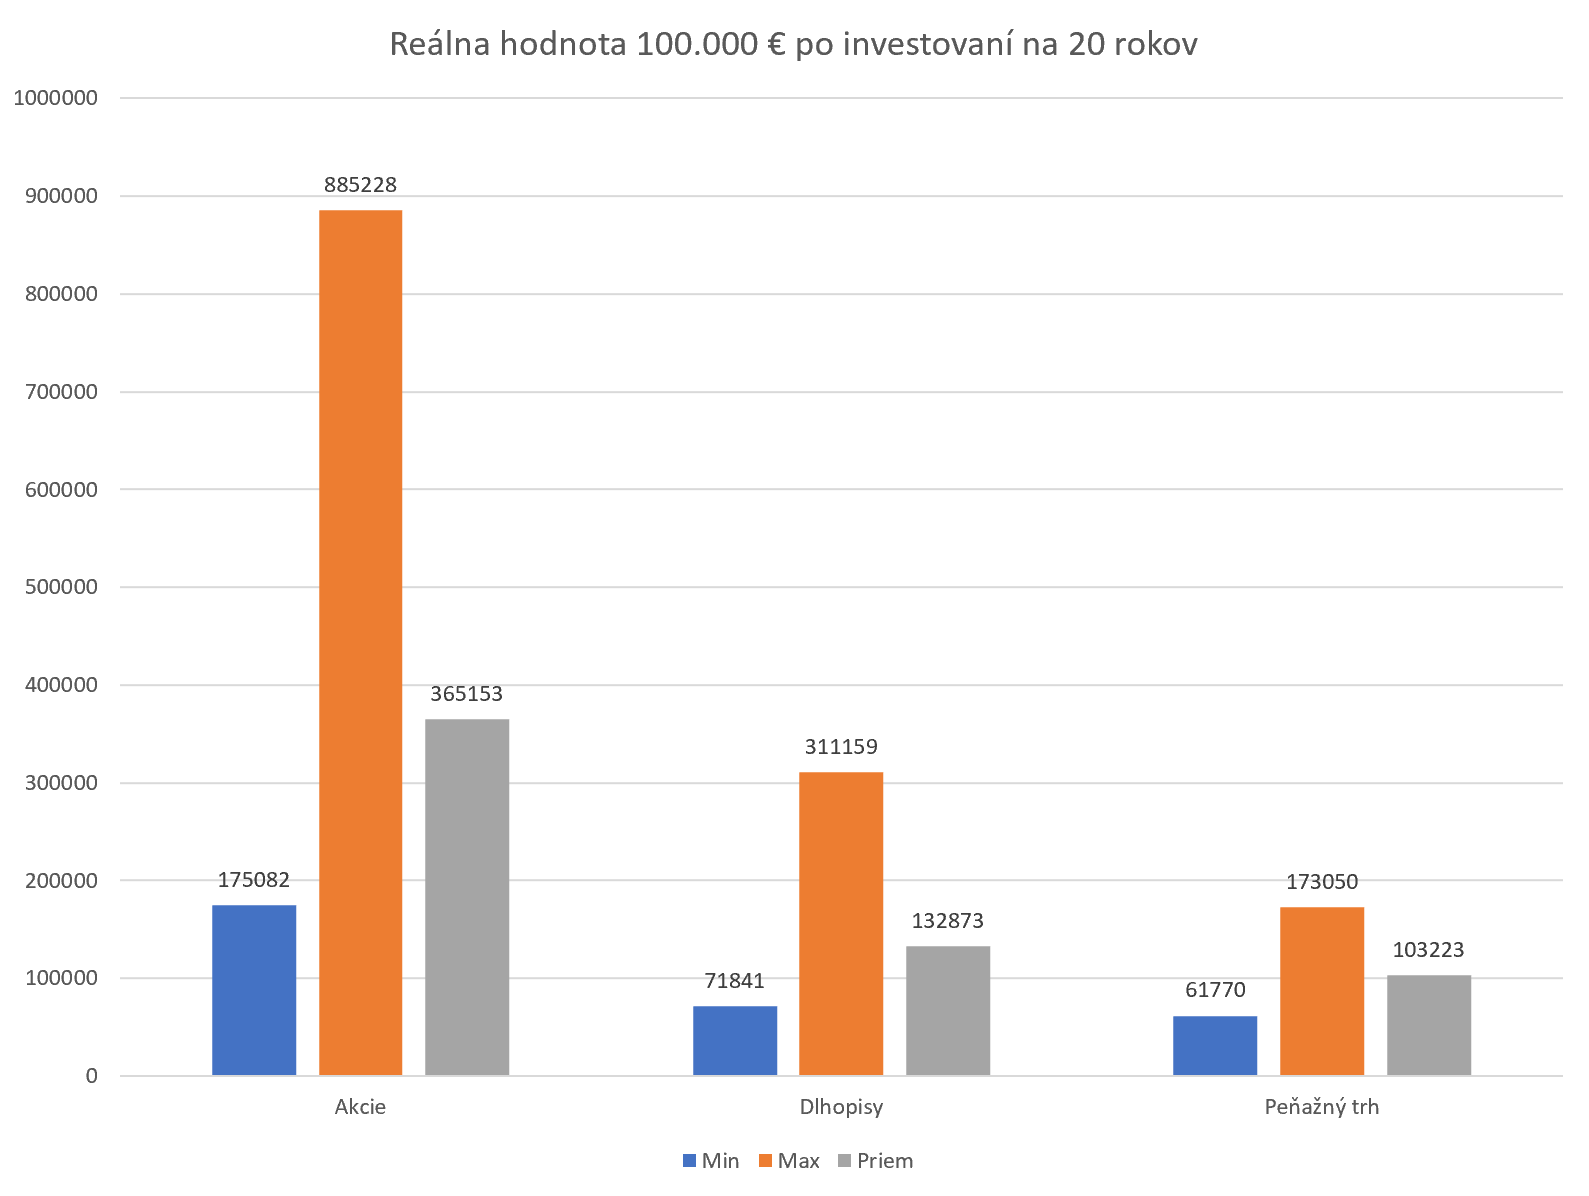 Reálna hodnota 100.000 € po investovaní na 20 rokov
1000000
900000
800000
700000
600000
500000
400000
300000
200000
100000
0
175082
885228
365153
71841
311159
132873
61770
173050
103223
Akcie
Dlhopisy
Peňažný trh
Min
Max
Priem